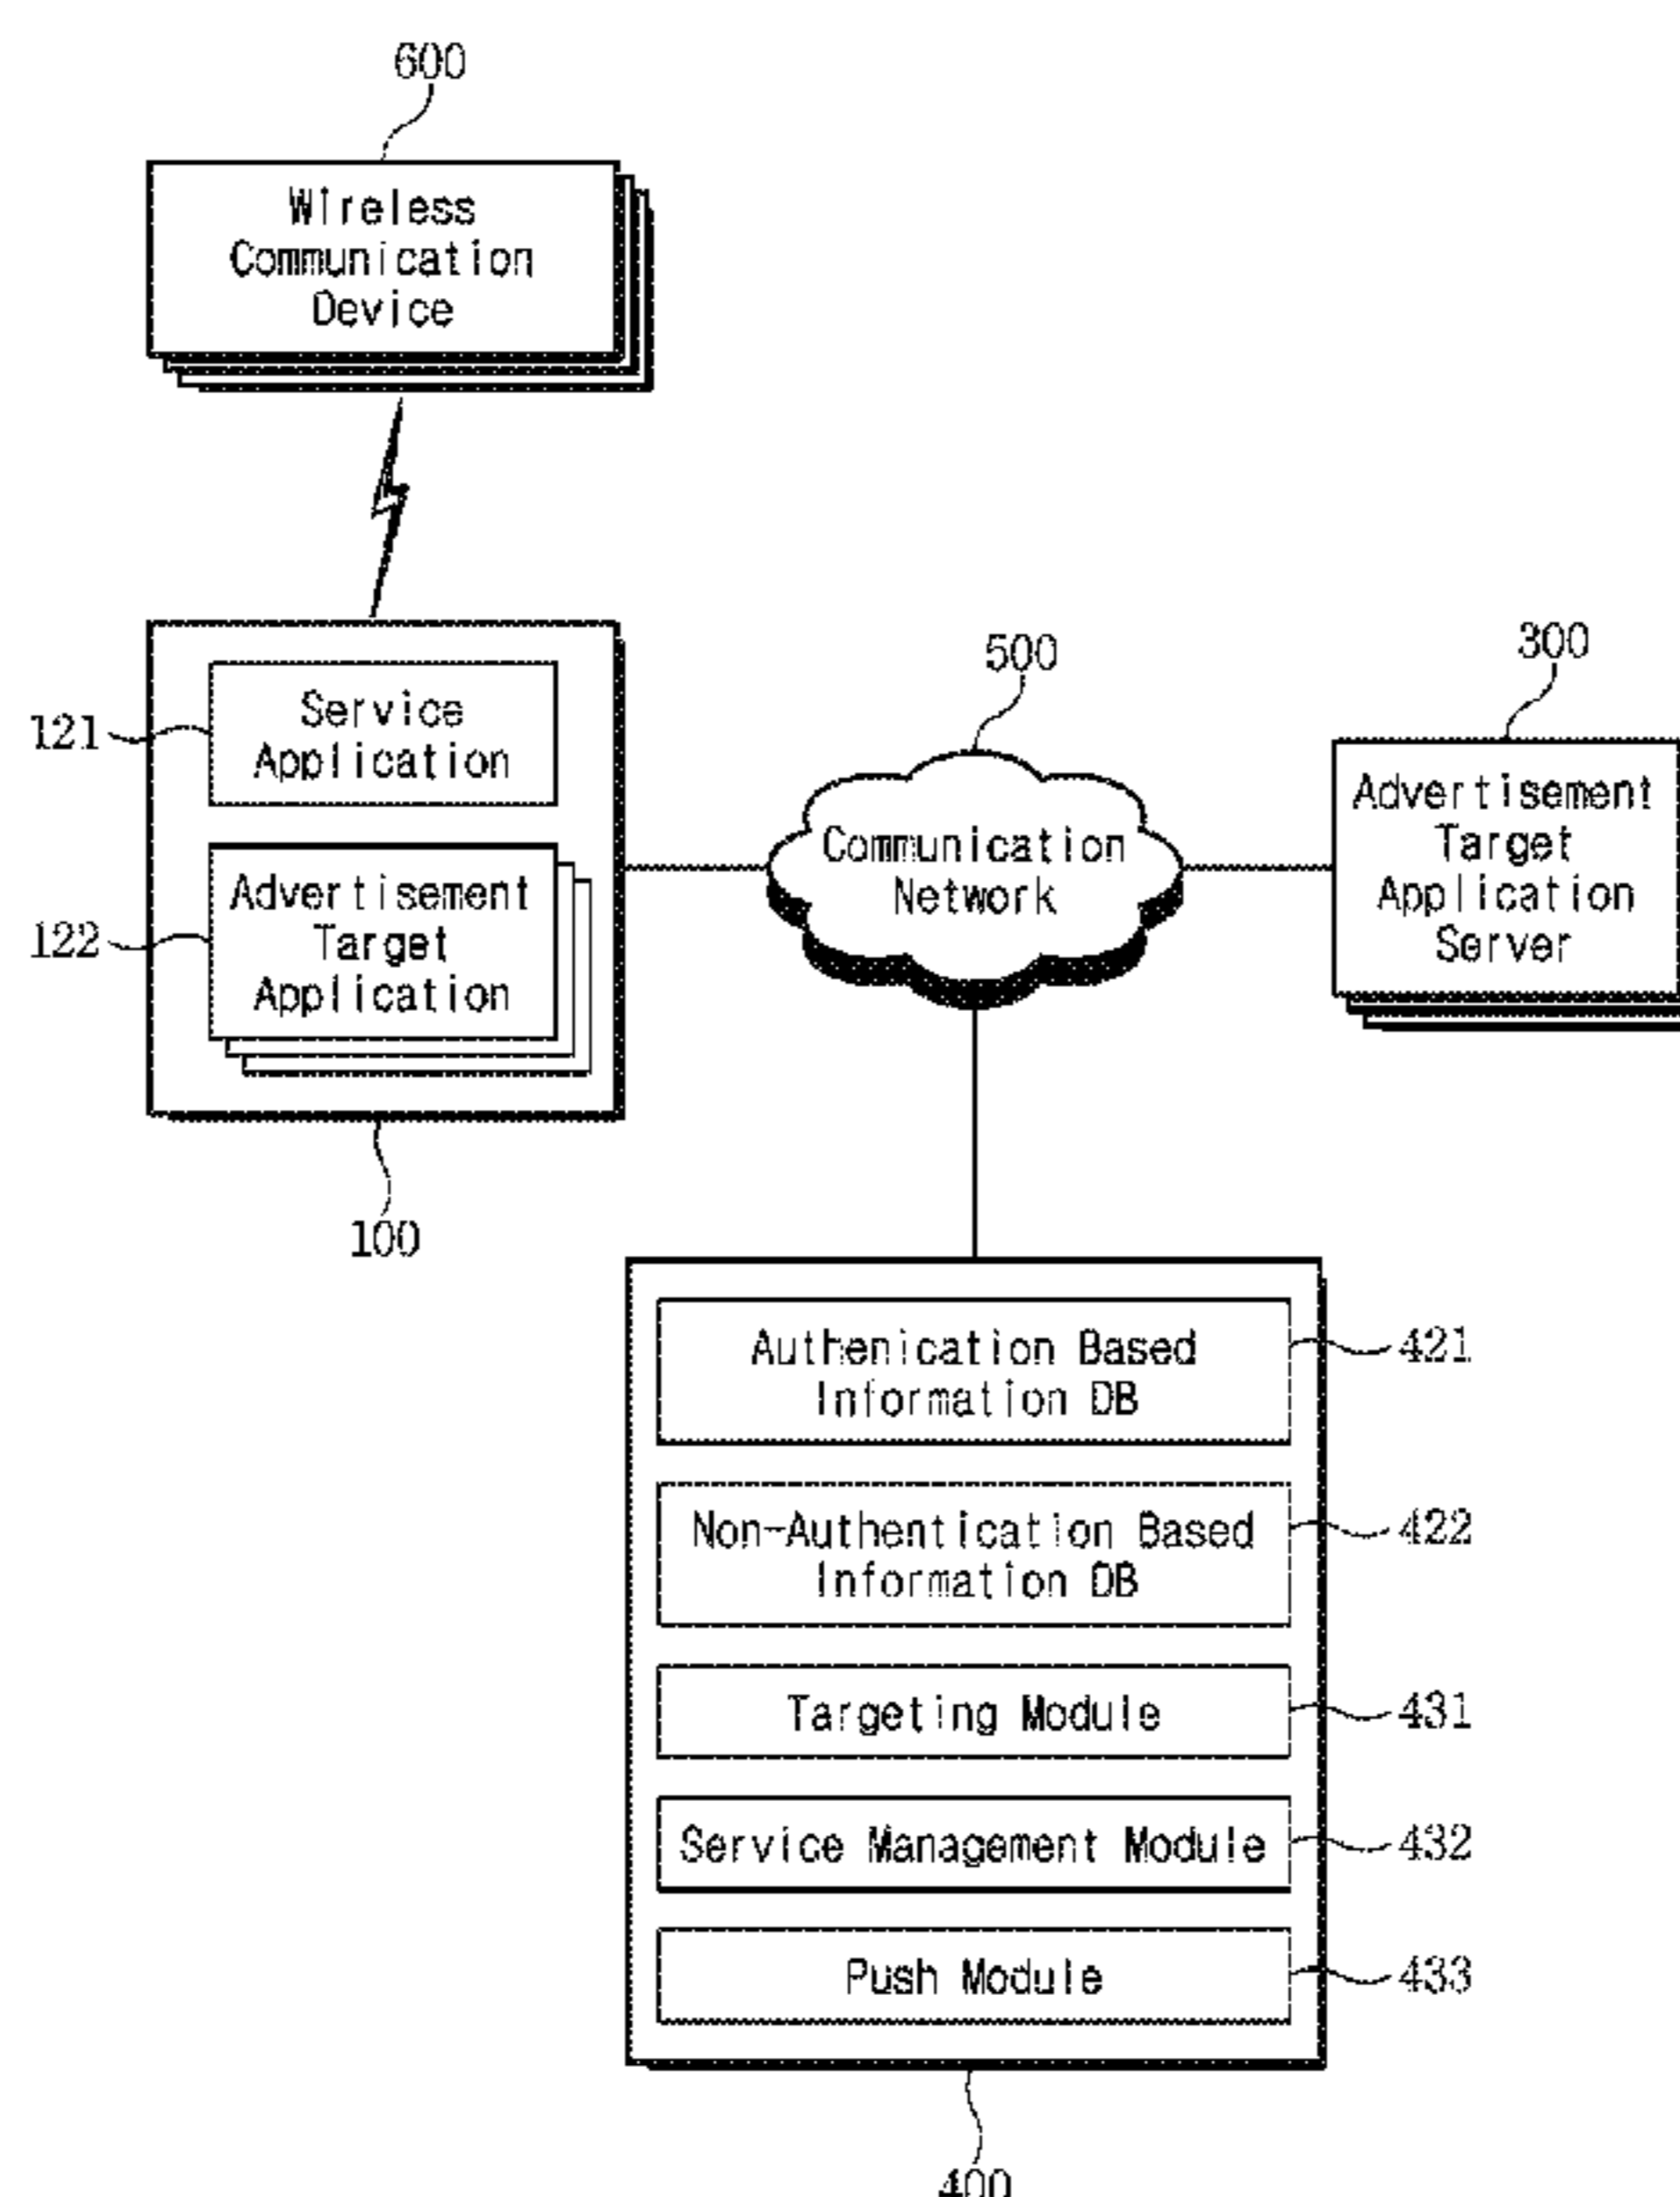 600
Wireless
Communication
Device
121
Service
Application
122
Advertisement
Target
Application
100
500
Communication
Network
300
Advertisement
Target
Application
Server
Authenication Based
Information DB
421
Non-Authentication Based
Information DB
422
Targeting Module
431
Service Management Module
432
Push Module
433
400